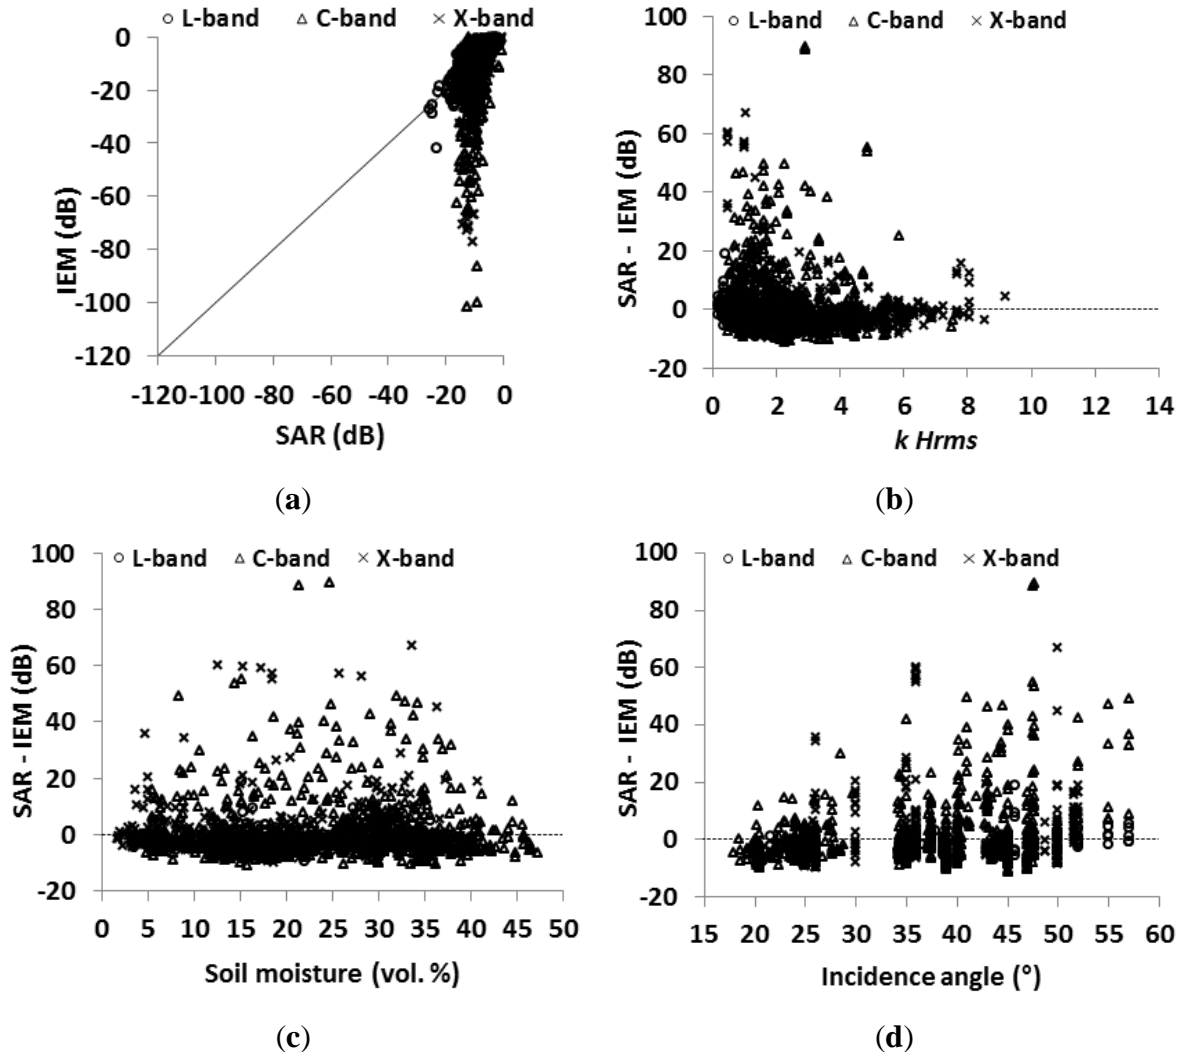 L-band C-band X-band
0
-20
-40
-60
-80
-100
-120
IEM (dB)
-120 -100 -80 -60 -40 -20 0
SAR (dB)
(a)
L-band C-band X-band
100
80
60
40
20
0
-20
SAR - IEM (dB)
0 2 4 6 8 10 12 14
k Hrms
(b)
L-band C-band X-band
100
80
60
40
20
0
-20
SAR - IEM (dB)
0 5 10 15 20 25 30 35 40 45 50
Soil moisture (vol. %)
(c)
L-band C-band X-band
100
80
60
40
20
0
-20
SAR - IEM (dB)
15 20 25 30 35 40 45 50 55 60
Incidence angle (°)
(d)